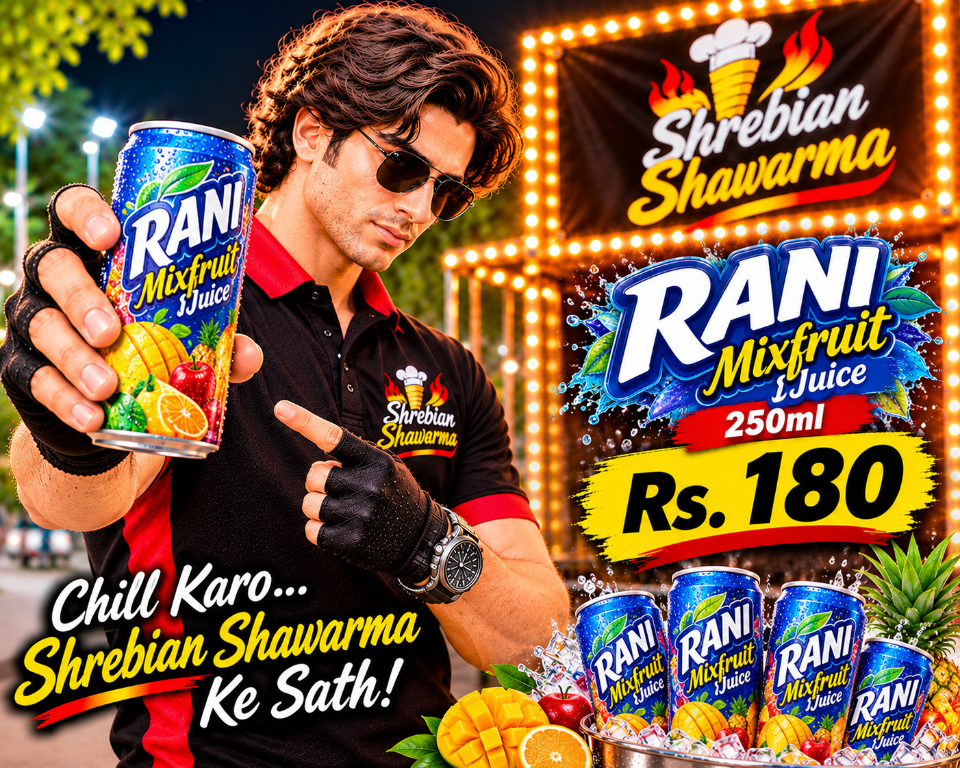 Shrebian
Shawarma
RANI
Mixfruit
Juice
Shrebian
Shawarma
RANI
Mixfruit
Juice
250ml
Rs. 180
Chill Karo...
Shrebian Shawarma
Ke Sath!
RANI
Mixfruit
Juice
RANI
Mixfruit
Juice
RANI
Mixfruit
Juice
RANI
Mixfruit
Juice